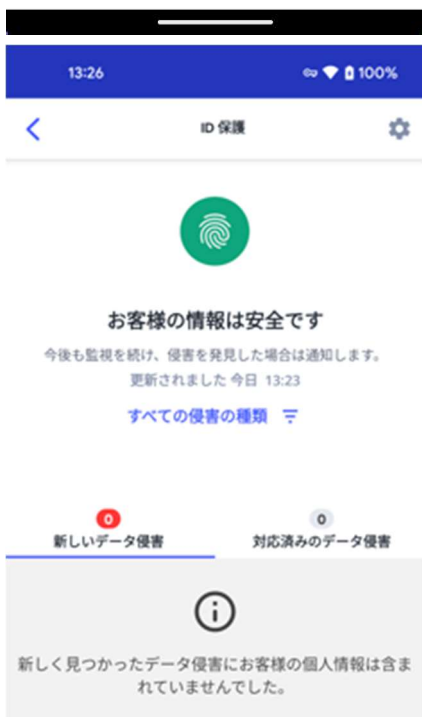 13:26
100%
ID 保護
お客様の情報は安全です
今後も監視を続け、侵害を発見した場合は通知します。
更新されました 今日 13:23
すべての侵害の種類
0
新しいデータ侵害
0
対応済みのデータ侵害
新しく見つかったデータ侵害にお客様の個人情報は含ま
れていませんでした。